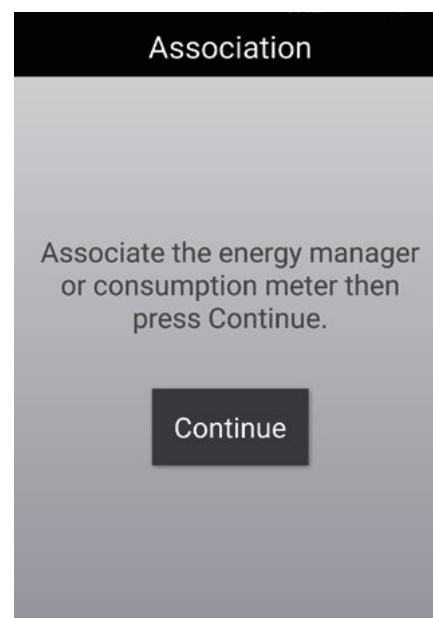 Association
Associate the energy manager
or consumption meter then
press Continue.
Continue